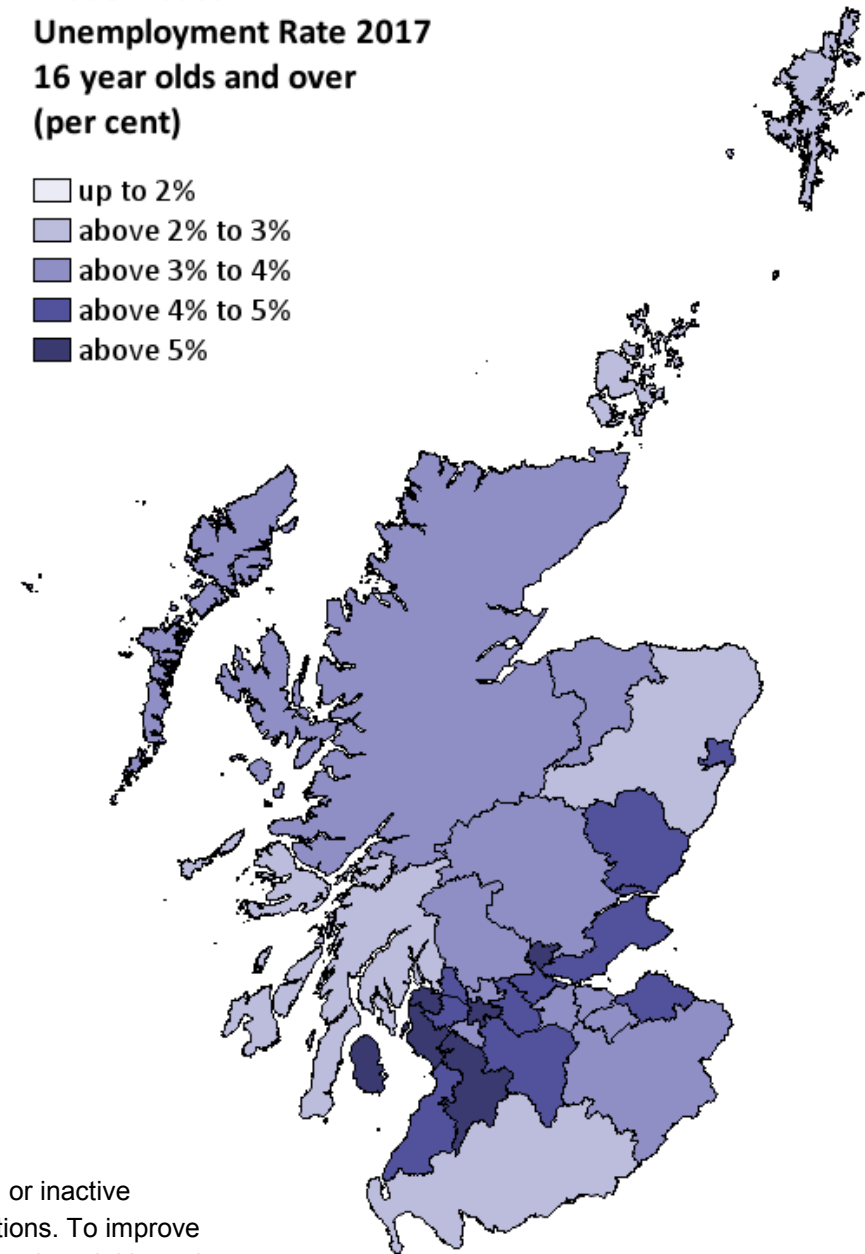 Unemployment Rate 2017
16 year olds and over
(per cent)
up to 2%
above 2% to 3%
above 3% to 4%
above 4% to 5%
above 5%
or inactive
tions. To improve